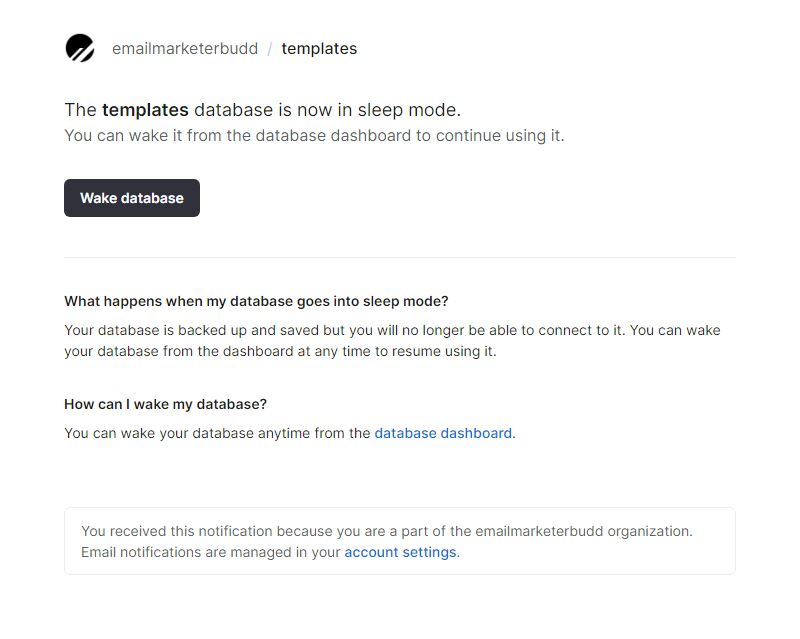 emailmarketerbudd / templates
The templates database is now in sleep mode.
You can wake it from the database dashboard to continue using it.
Wake database
What happens when my database goes into sleep mode?
Your database is backed up and saved but you will no longer be able to connect to it. You can wake
your database from the dashboard at any time to resume using it.
How can I wake my database?
You can wake your database anytime from the database dashboard.
You received this notification because you are a part of the emailmarketerbudd organization.
Email notifications are managed in your account settings.